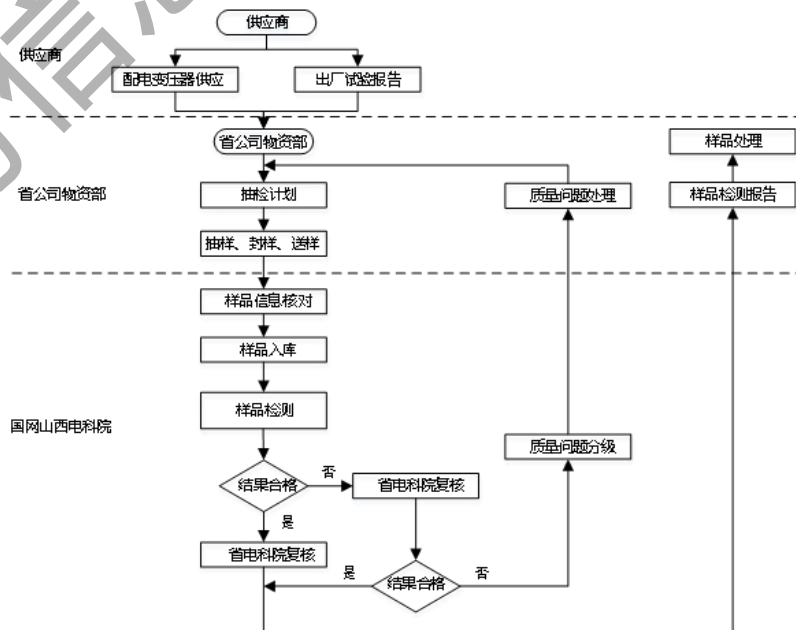 供应商
供应商
配电变压器供应
出厂试验报告
省公司物资部
样品处理
省公司物资部
抽检计划
质量问题处理
样品检测报告
抽样、封样、送样
样品信息核对
样品入库
国网山西电科院
样品检测
质量问题分级
结果合格
否
省电科院复核
是
省电科院复核
是
结果合格
否